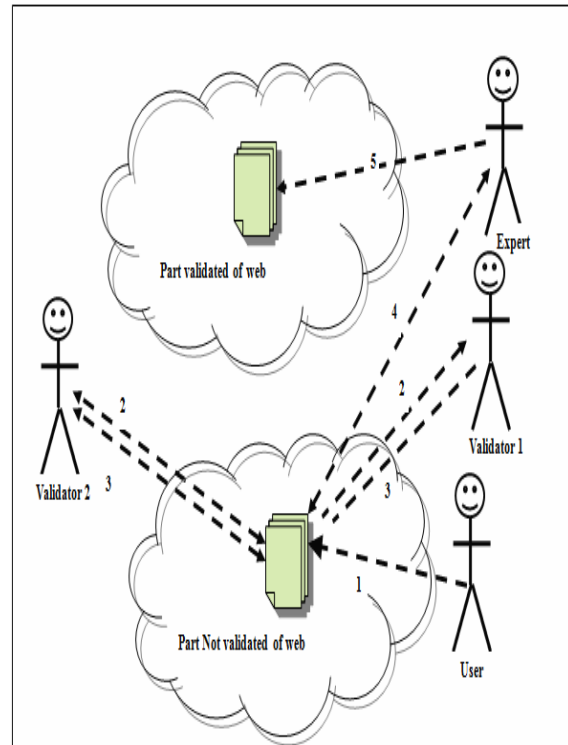 5
Expert
Part validated of web
4
2
2
Validator 1
3
3
Validator 2
1
Part Not validated of web
User